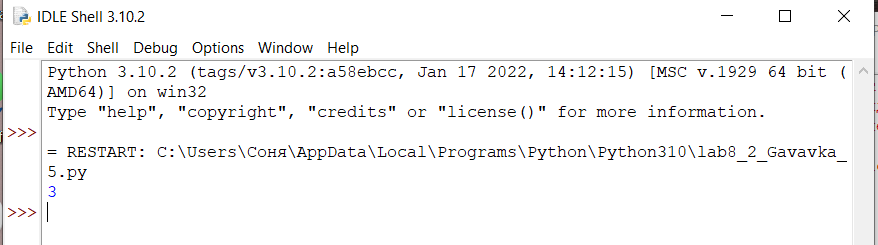 IDLE Shell 3.10.2
File Edit Shell Debug Options Window Help
Python 3.10.2 (tags/v3.10.2:a58ebcc, Jan 17 2022, 14:12:15) [MSC v.1929 64 bit (
AMD64)] on win32
Type "help", "copyright", "credits" or "license()" for more information.
>>>
= RESTART: C:\Users\Соня\AppData\Local\Programs\Python\Python310\lab8_2_Gavavka_
5.py
3
>>>